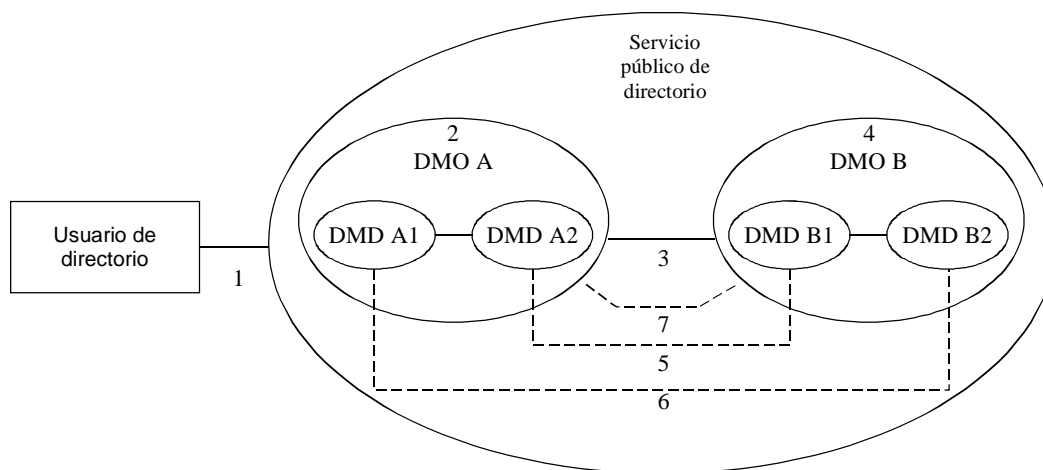 Servicio
público de
directorio
2
DMO A
4
DMO B
Usuario de
directorio
DMD A1
DMD A2
DMD B1
DMD B2
1
3
7
5
6